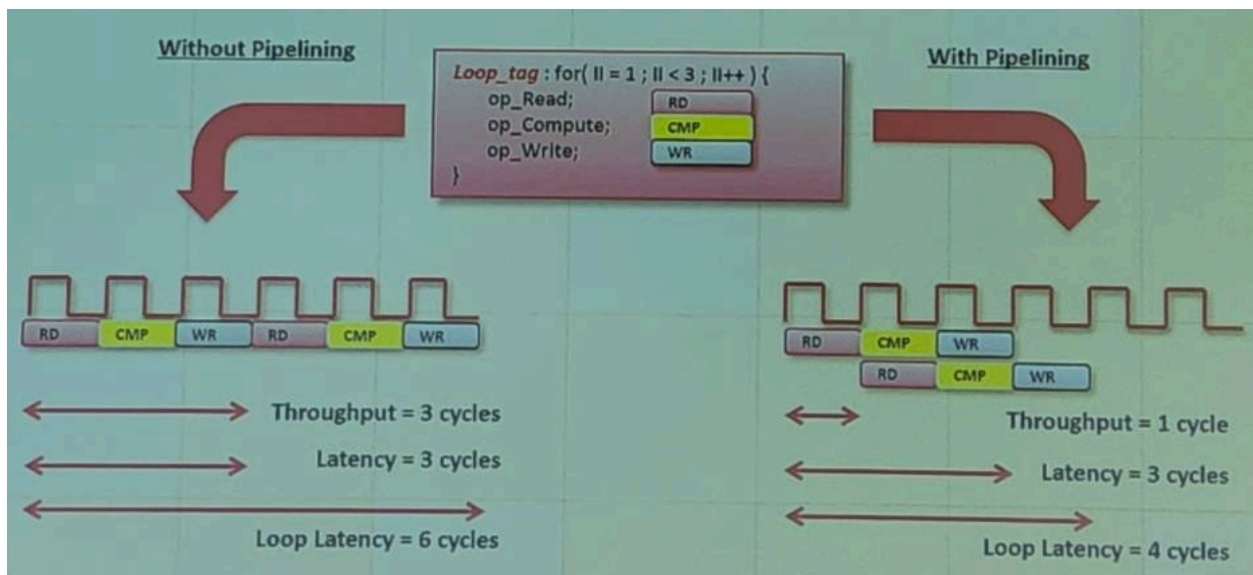 Without Pipelining
Loop_tag : for( II = 1 ; II < 3 ; II++ ) {
op_Read;
RD
op_Compute;
CMP
op_Write;
WR
}
With Pipelining
RD CMP WR RD CMP WR
Throughput = 3 cycles
Latency = 3 cycles
Loop Latency = 6 cycles
RD CMP WR
RD CMP WR
Throughput = 1 cycle
Latency = 3 cycles
Loop Latency = 4 cycles